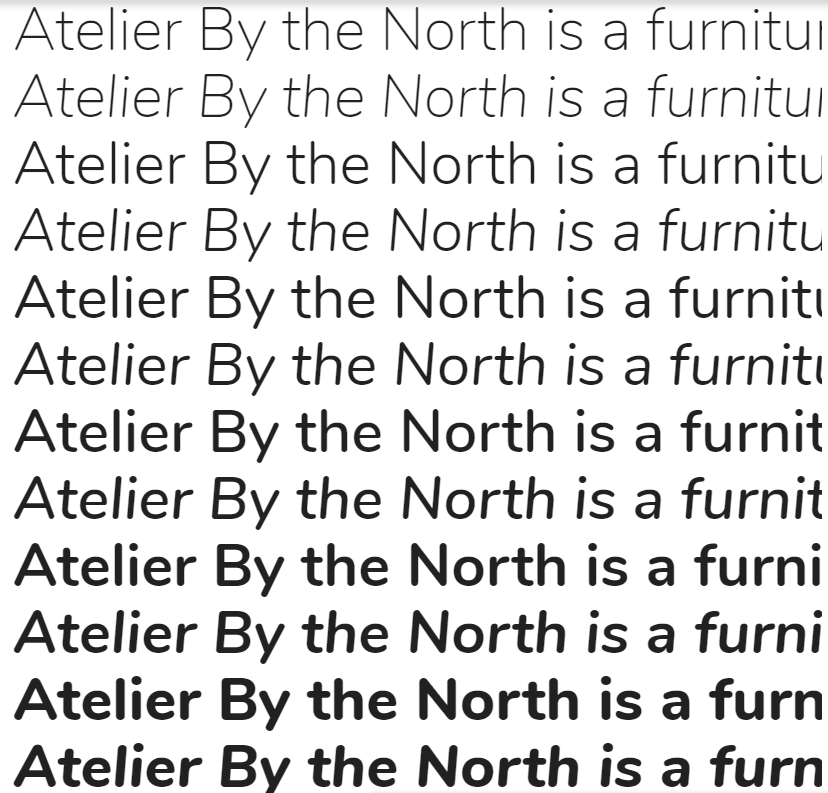 Atelier By the North is a furnitur
Atelier By the North is a furnitur
Atelier By the North is a furnitu
Atelier By the North is a furnitu
Atelier By the North is a furnitu
Atelier By the North is a furnitu
Atelier By the North is a furnit
Atelier By the North is a furnit
Atelier By the North is a furni
Atelier By the North is a furni
Atelier By the North is a furn
Atelier By the North is a furn